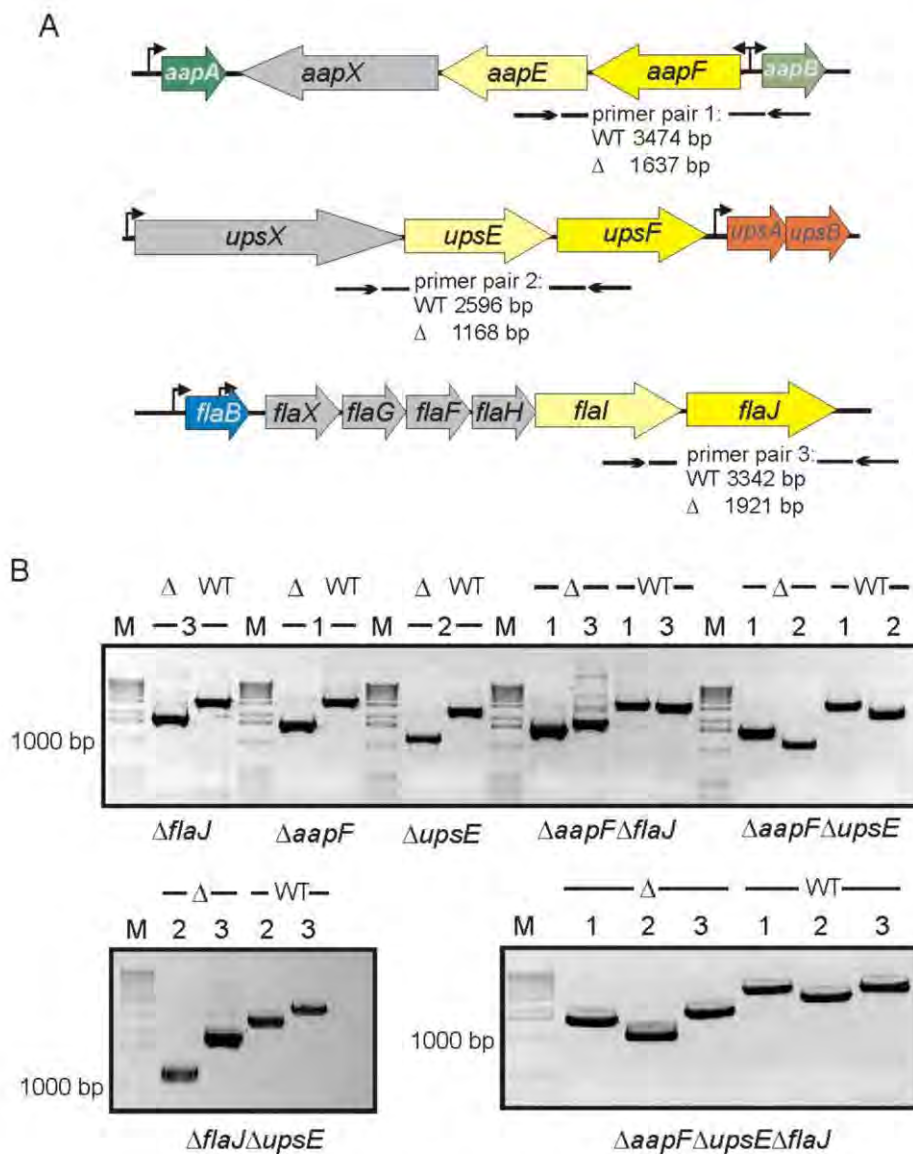 A
aapA aapX aapE aapF aapB
primer pair 1:
WT 3474 bp
Δ 1637 bp
upsX upsE upsF upsA upsB
primer pair 2:
WT 2596 bp
Δ 1168 bp
flaB flaX flaG flaF flaH flaI flaJ
primer pair 3:
WT 3342 bp
Δ 1921 bp
B
Δ WT Δ WT Δ WT Δ WT Δ WT
M 3 M 1 M 2 M 1 3 1 3 M 1 2 1 2
1000 bp
ΔflaJ ΔaapF ΔupsE ΔaapFΔflaJ ΔaapFΔupsE
Δ WT
M 2 3 2 3
1000 bp
ΔflaJΔupsE
Δ WT
M 1 2 3 1 2 3
1000 bp
ΔaapFΔupsEΔflaJ